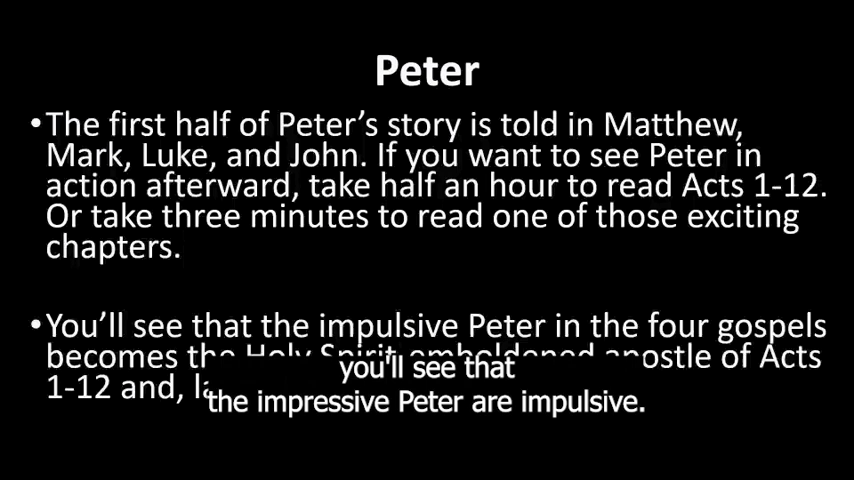 Peter
•The first half of Peter’s story is told in Matthew,
Mark, Luke, and John. If you want to see Peter in
action afterward, take half an hour to read Acts 1-12.
Or take three minutes to read one of those exciting
chapters.
•You’ll see that the impulsive Peter in the four gospels
becomes the Holy Spirit-emboldened apostle of Acts
1-12 and,
you'll see that
the impressive Peter are impulsive.